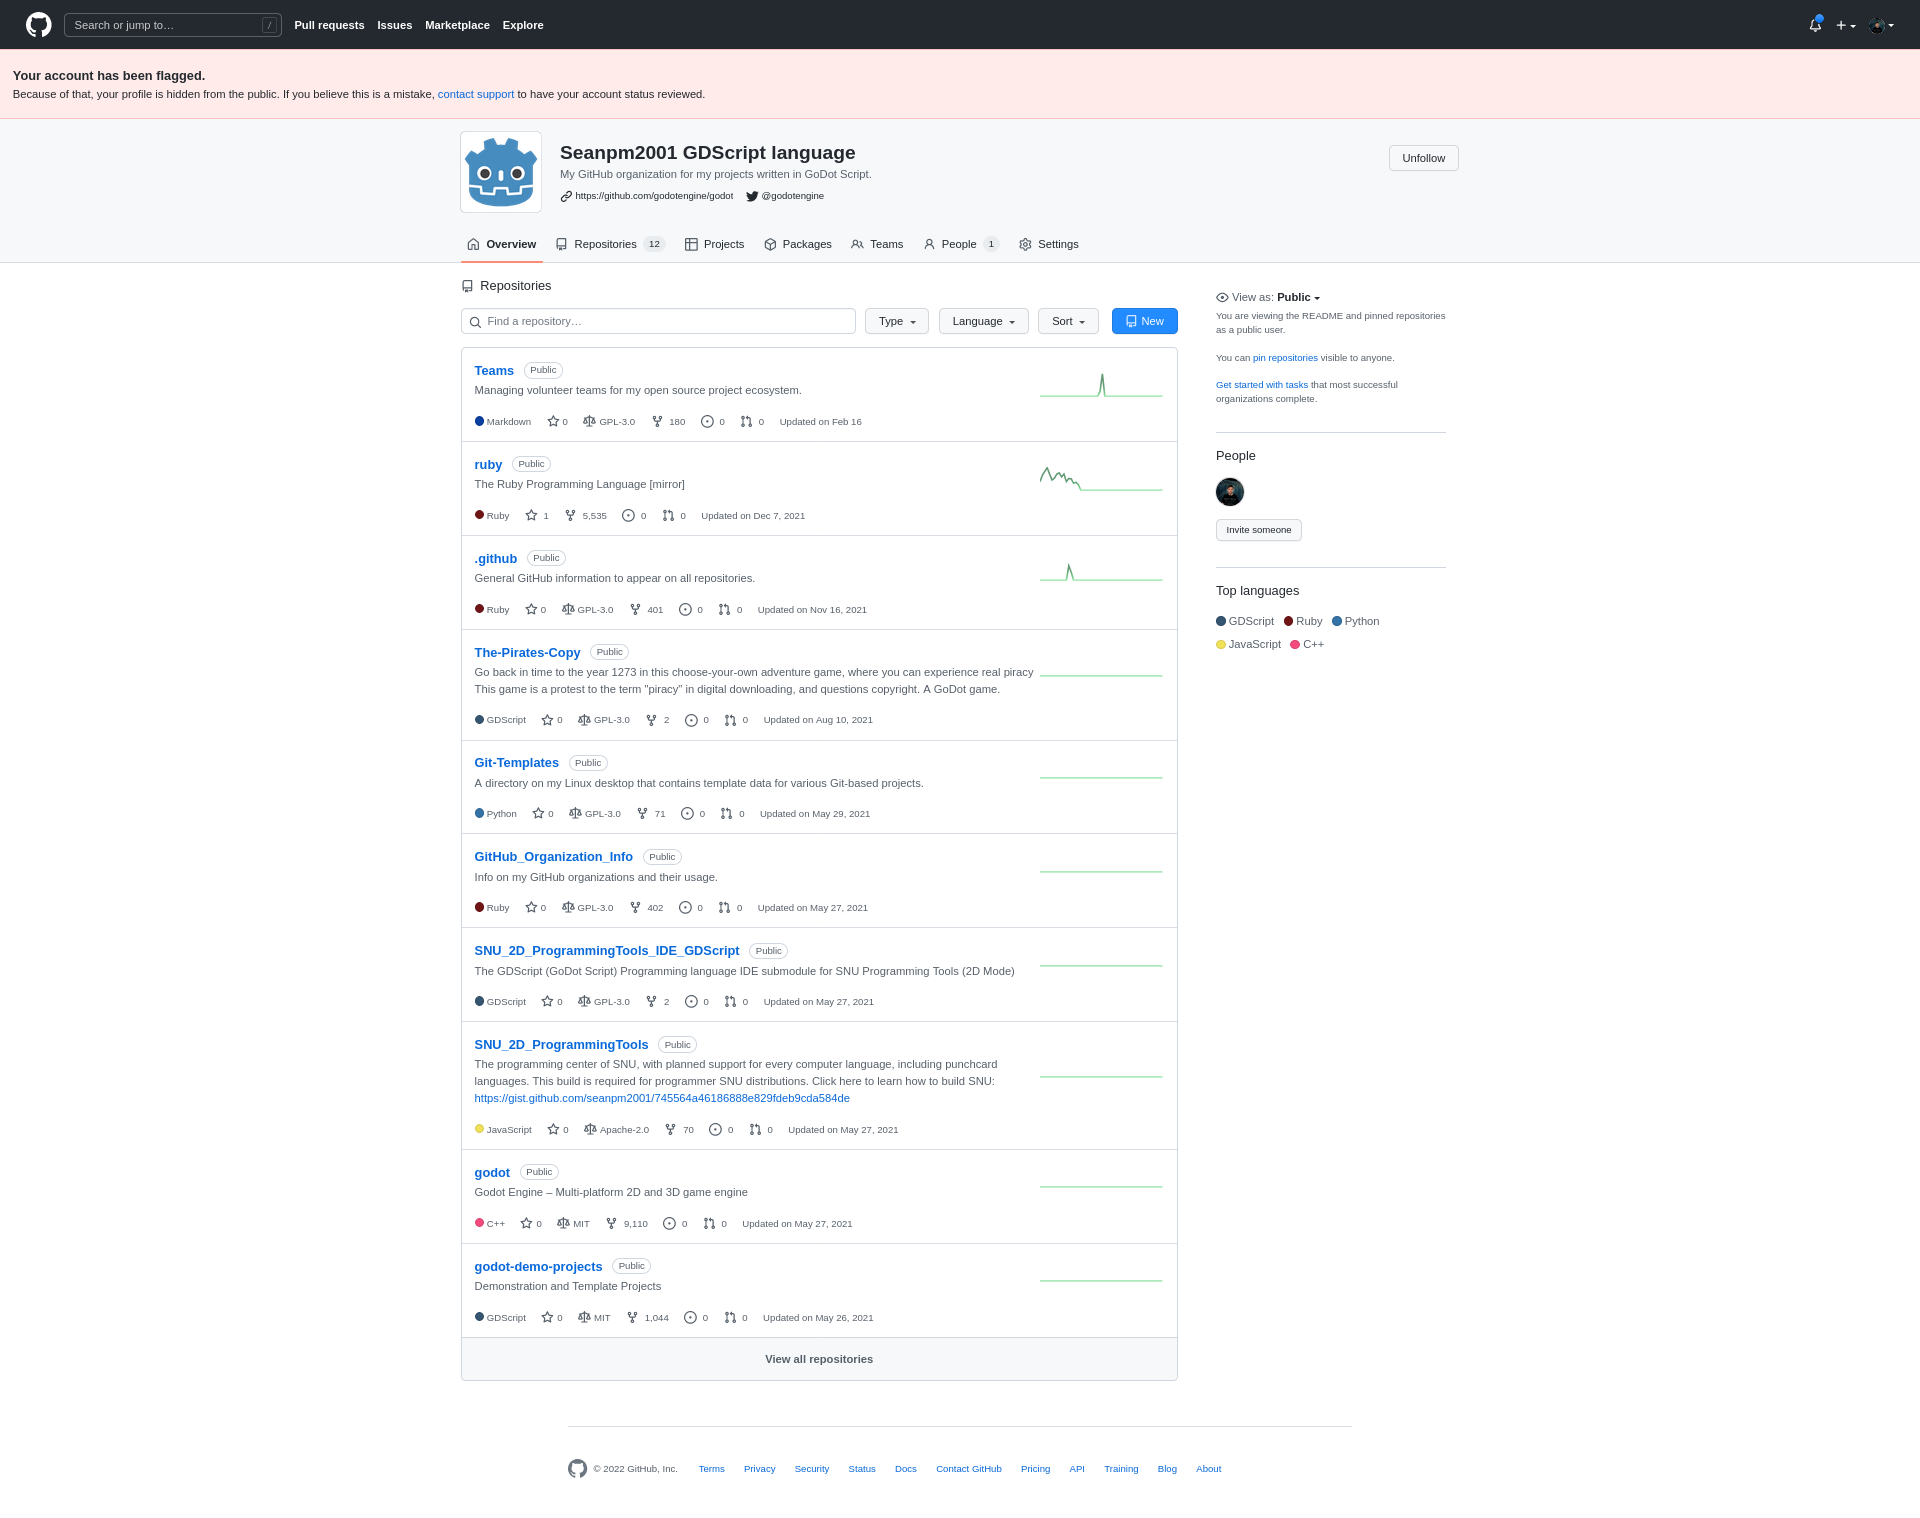 Search or jump to… /
Pull requests Issues Marketplace Explore
Your account has been flagged.
Because of that, your profile is hidden from the public. If you believe this is a mistake, contact support to have your account status reviewed.
Seanpm2001 GDScript language
Unfollow
My GitHub organization for my projects written in GoDot Script.
https://github.com/godotengine/godot @godotengine
Overview Repositories 12 Projects Packages Teams People 1 Settings
Repositories
Find a repository… Type Language Sort New
Teams Public
Managing volunteer teams for my open source project ecosystem.
Markdown 0 GPL-3.0 180 0 0 Updated on Feb 16
ruby Public
The Ruby Programming Language [mirror]
Ruby 1 5,535 0 0 Updated on Dec 7, 2021
.github Public
General GitHub information to appear on all repositories.
Ruby 0 GPL-3.0 401 0 0 Updated on Nov 16, 2021
The-Pirates-Copy Public
Go back in time to the year 1273 in this choose-your-own adventure game, where you can experience real piracy
This game is a protest to the term "piracy" in digital downloading, and questions copyright. A GoDot game.
GDScript 0 GPL-3.0 2 0 0 Updated on Aug 10, 2021
Git-Templates Public
A directory on my Linux desktop that contains template data for various Git-based projects.
Python 0 GPL-3.0 71 0 0 Updated on May 29, 2021
GitHub_Organization_Info Public
Info on my GitHub organizations and their usage.
Ruby 0 GPL-3.0 402 0 0 Updated on May 27, 2021
SNU_2D_ProgrammingTools_IDE_GDScript Public
The GDScript (GoDot Script) Programming language IDE submodule for SNU Programming Tools (2D Mode)
GDScript 0 GPL-3.0 2 0 0 Updated on May 27, 2021
SNU_2D_ProgrammingTools Public
The programming center of SNU, with planned support for every computer language, including punchcard
languages. This build is required for programmer SNU distributions. Click here to learn how to build SNU:
https://gist.github.com/seanpm2001/745564a46186888e829fdeb9cda584de
JavaScript 0 Apache-2.0 70 0 0 Updated on May 27, 2021
godot Public
Godot Engine – Multi-platform 2D and 3D game engine
C++ 0 MIT 9,110 0 0 Updated on May 27, 2021
godot-demo-projects Public
Demonstration and Template Projects
GDScript 0 MIT 1,044 0 0 Updated on May 26, 2021
View all repositories
View as: Public
You are viewing the README and pinned repositories
as a public user.
You can pin repositories visible to anyone.
Get started with tasks that most successful
organizations complete.
People
Invite someone
Top languages
GDScript Ruby Python
JavaScript C++
© 2022 GitHub, Inc. Terms Privacy Security Status Docs Contact GitHub Pricing API Training Blog About